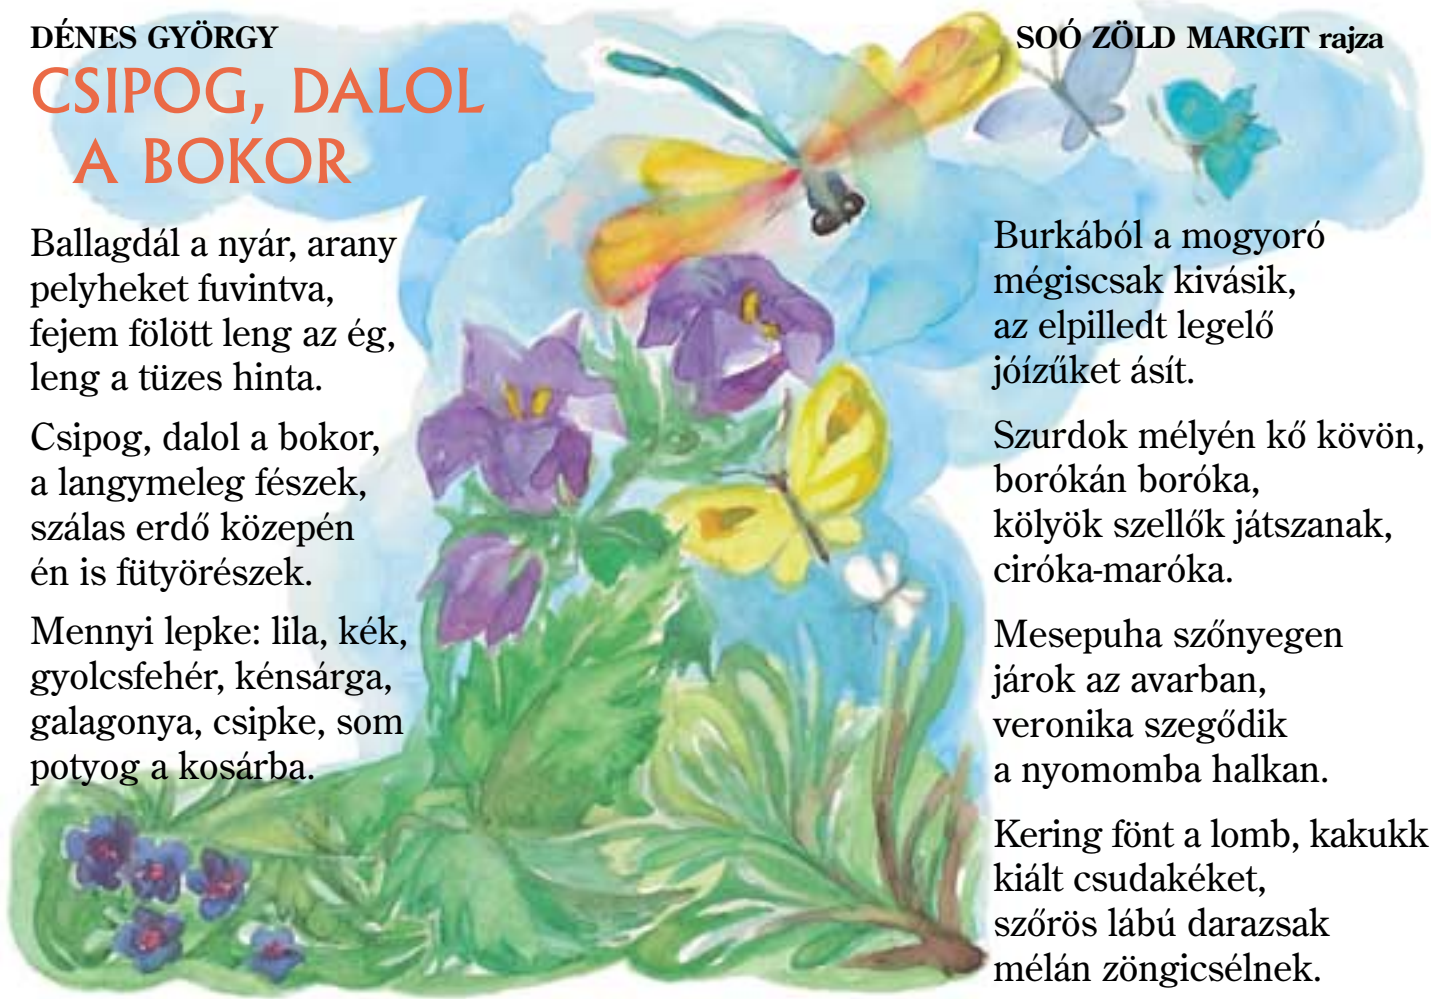 DÉNES GYÖRGY
CSIPOG, DALOL
A BOKOR
Ballagdál a nyár, arany
pelyheket fuvintva,
fejem fölött leng az ég,
leng a tüzes hinta.
Csipog, dalol a bokor,
a langymeleg fészek,
szálas erdő közepén
én is fütyörészek.
Mennyi lepke: lila, kék,
gyolcsfehér, kénsárga,
galagonya, csipke, som
potyog a kosárba.
SOÓ ZÖLD MARGIT rajza
Burkából a mogyoró
mégiscsak kivásik,
az elpilledt legelő
jóízűket ásít.
Szurdok mélyén kő kövön,
borókán boróka,
kölyök szellők játszanak,
ciróka-maróka.
Mesepuha szőnyegen
járok az avarban,
veronika szegődik
a nyomomba halkan.
Kering fönt a lomb, kakukk
kiált csudakéket,
szőrös lábú darazsak
mélán zöngicsélnek.